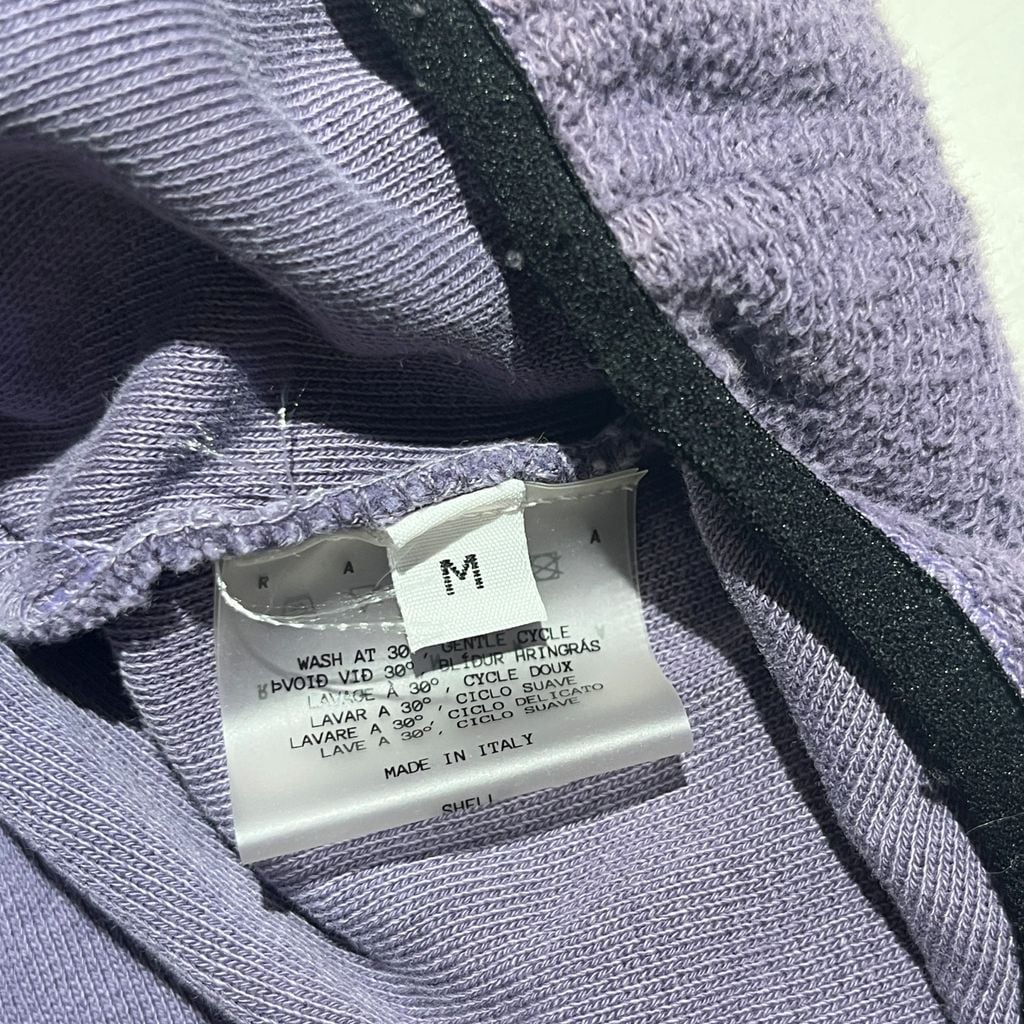 M
R A A
WASH AT 30°, GENTLE CYCLE
ÞVOIÐ VIÐ 30°, BLÍÐUR HRINGRÁS
LAVAGE À 30°, CYCLE DOUX
LAVAR A 30°, CICLO SUAVE
LAVARE A 30°, CICLO DELICATO
LAVE A 30°, CICLO SUAVE
MADE IN ITALY
SHELL